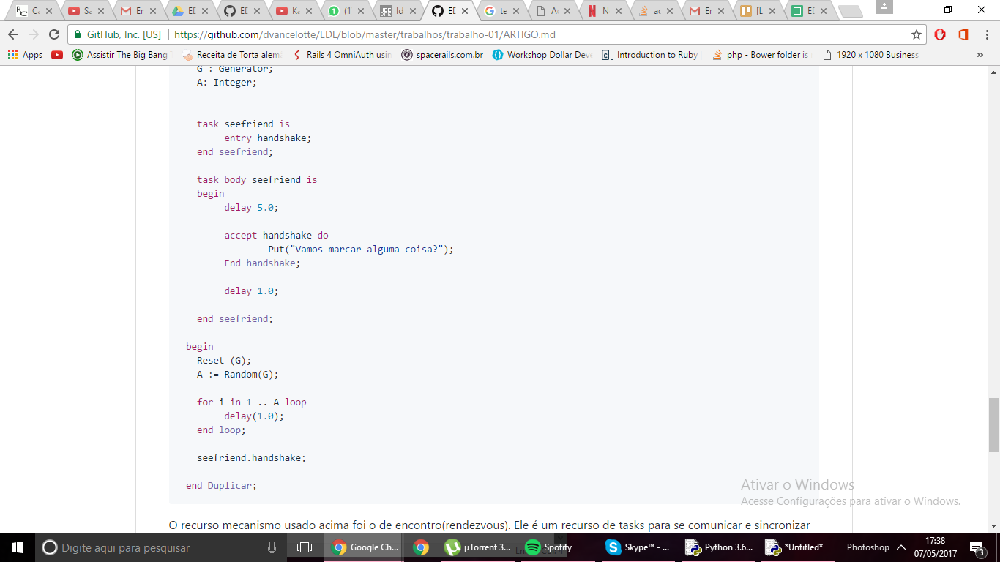 Ca
Sa
Er
ED
ED
Ka
(1
Id
ED
te
A
N
ac
Er
[L
ED
GitHub, Inc. [US]
https://github.com/dvancelotte/EDL/blob/master/trabalhos/trabalho-01/ARTIGO.md
Apps
Assistir The Big Bang
Receita de Torta alem
Rails 4 OmniAuth usin
spacerails.com.br
Workshop Dollar Dev
Introduction to Ruby
php - Bower folder is
1920 x 1080 Business
»
G : Generator;
A: Integer;
task seefriend is
entry handshake;
end seefriend;
task body seefriend is
begin
delay 5.0;
accept handshake do
Put("Vamos marcar alguma coisa?");
End handshake;
delay 1.0;
end seefriend;
begin
Reset (G);
A := Random(G);
for i in 1 .. A loop
delay(1.0);
end loop;
seefriend.handshake;
end Duplicar;
Ativar o Windows
Acesse Configurações para ativar o Windows.
O recurso mecanismo usado acima foi o de encontro(rendezvous). Ele é um recurso de tasks para se comunicar e sincronizar
Digite aqui para pesquisar
Google Ch...
µTorrent 3...
Spotify
Skype™ - ...
Python 3.6...
*Untitled*
Photoshop
17:38
07/05/2017
3